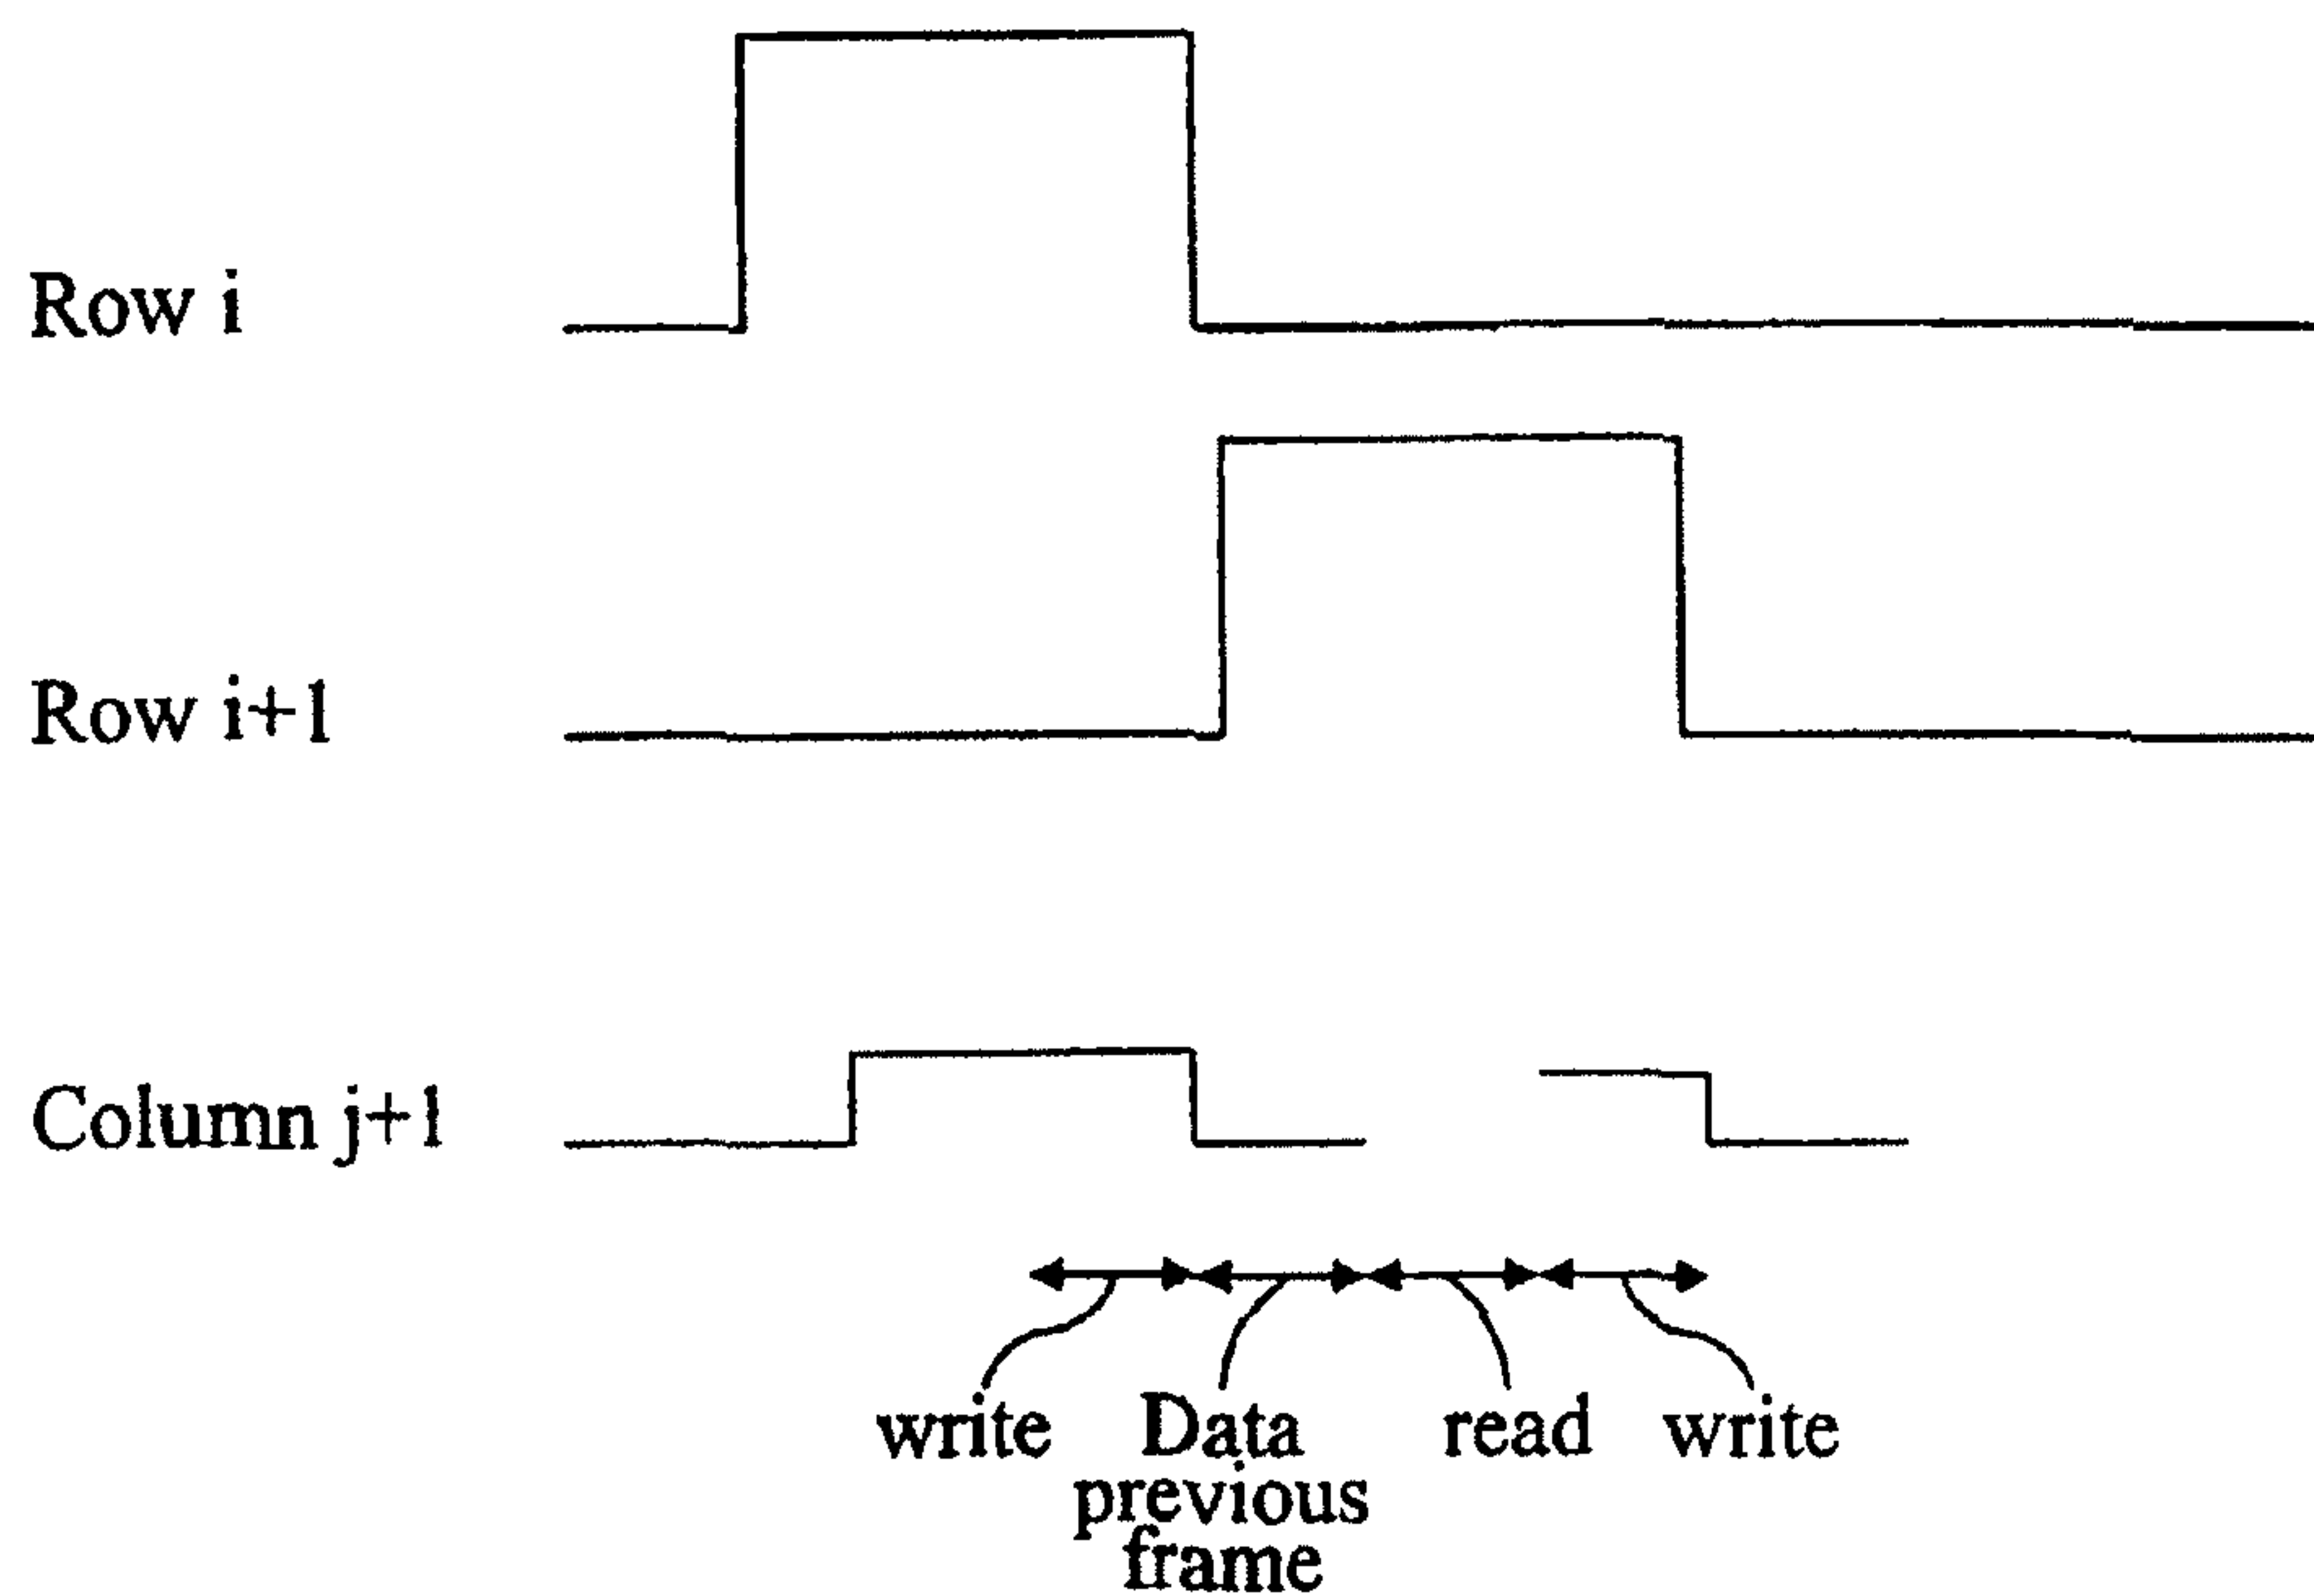 Row i
Row i+1
Column j+1
write Data read write
previous
frame